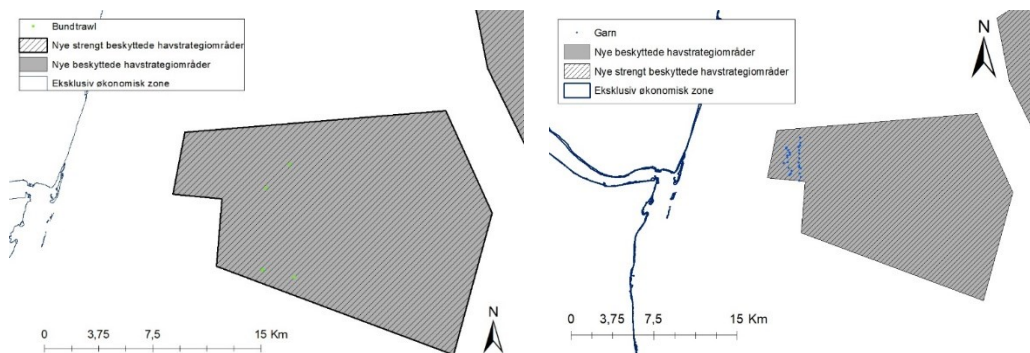 Bundtrawl
Nye strengt beskyttede havstrategiområder
Nye beskyttede havstrategiområder
Eksklusiv økonomisk zone
N
0 3,75 7,5 15 Km
Garn
Nye beskyttede havstrategiområder
Nye strengt beskyttede havstrategiområder
Eksklusiv økonomisk zone
N
0 3,75 7,5 15 Km